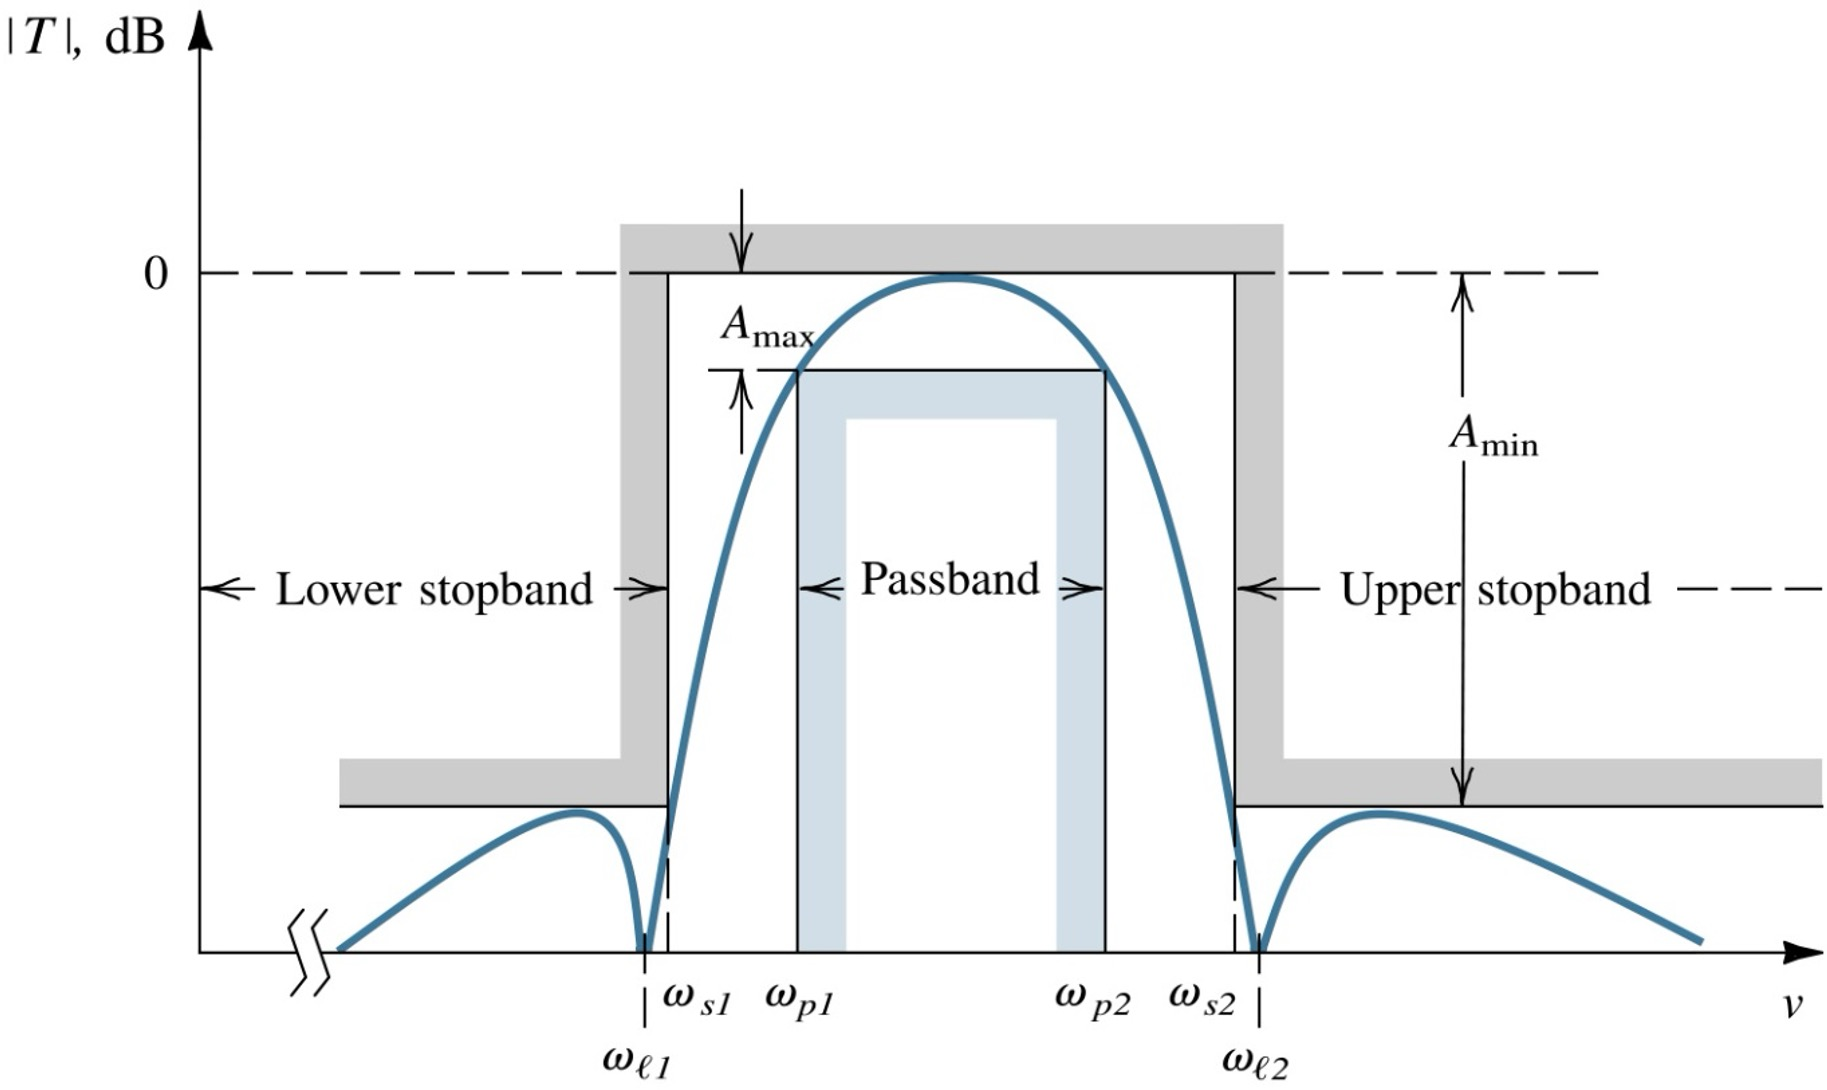 |T|, dB
0
A_max
A_min
Lower stopband
Passband
Upper stopband
ω_s1 ω_p1 ω_p2 ω_s2 ν
ω_ℓ1 ω_ℓ2